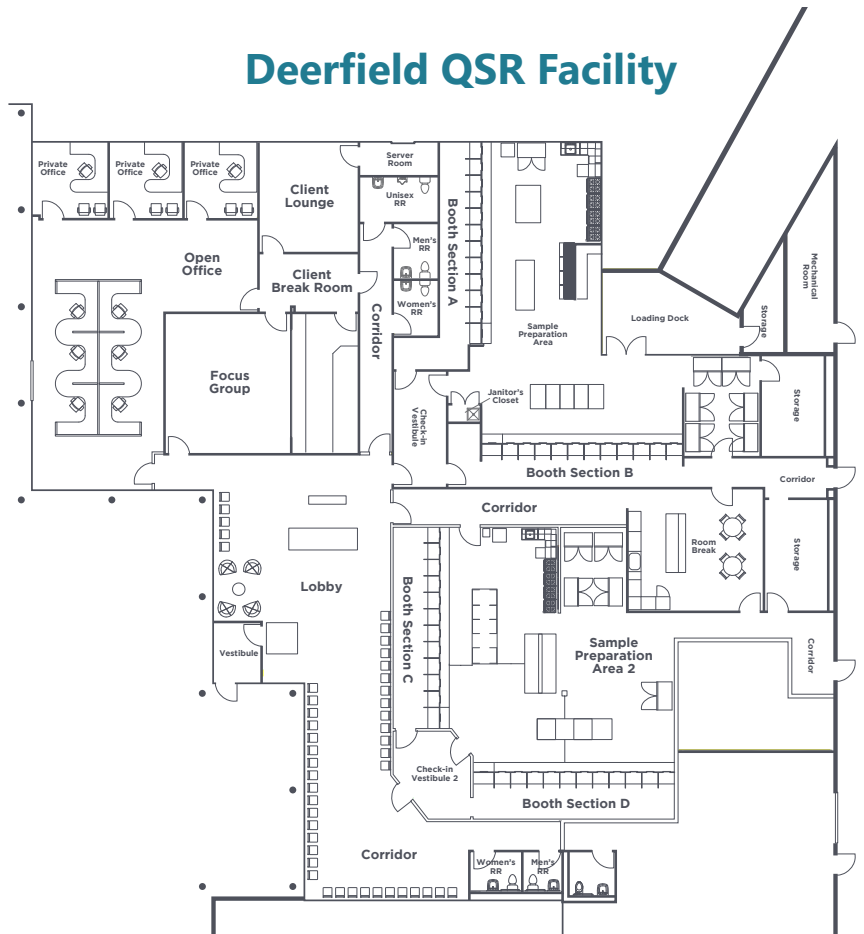 Deerfield QSR Facility
Private
Office
Private
Office
Private
Office
Client
Lounge
Server
Room
Unisex
RR
Men's
RR
Women's
RR
Booth Section A
Open
Office
Client
Break Room
Corridor
Focus
Group
Sample
Preparation
Area
Loading Dock
Storage
Mechanical
Room
Janitor's
Closet
Check-in
Vestibule
Storage
Booth Section B
Corridor
Corridor
Room
Break
Storage
Lobby
Booth Section C
Vestibule
Sample
Preparation
Area 2
Corridor
Check-in
Vestibule 2
Booth Section D
Corridor
Women's
RR
Men's
RR